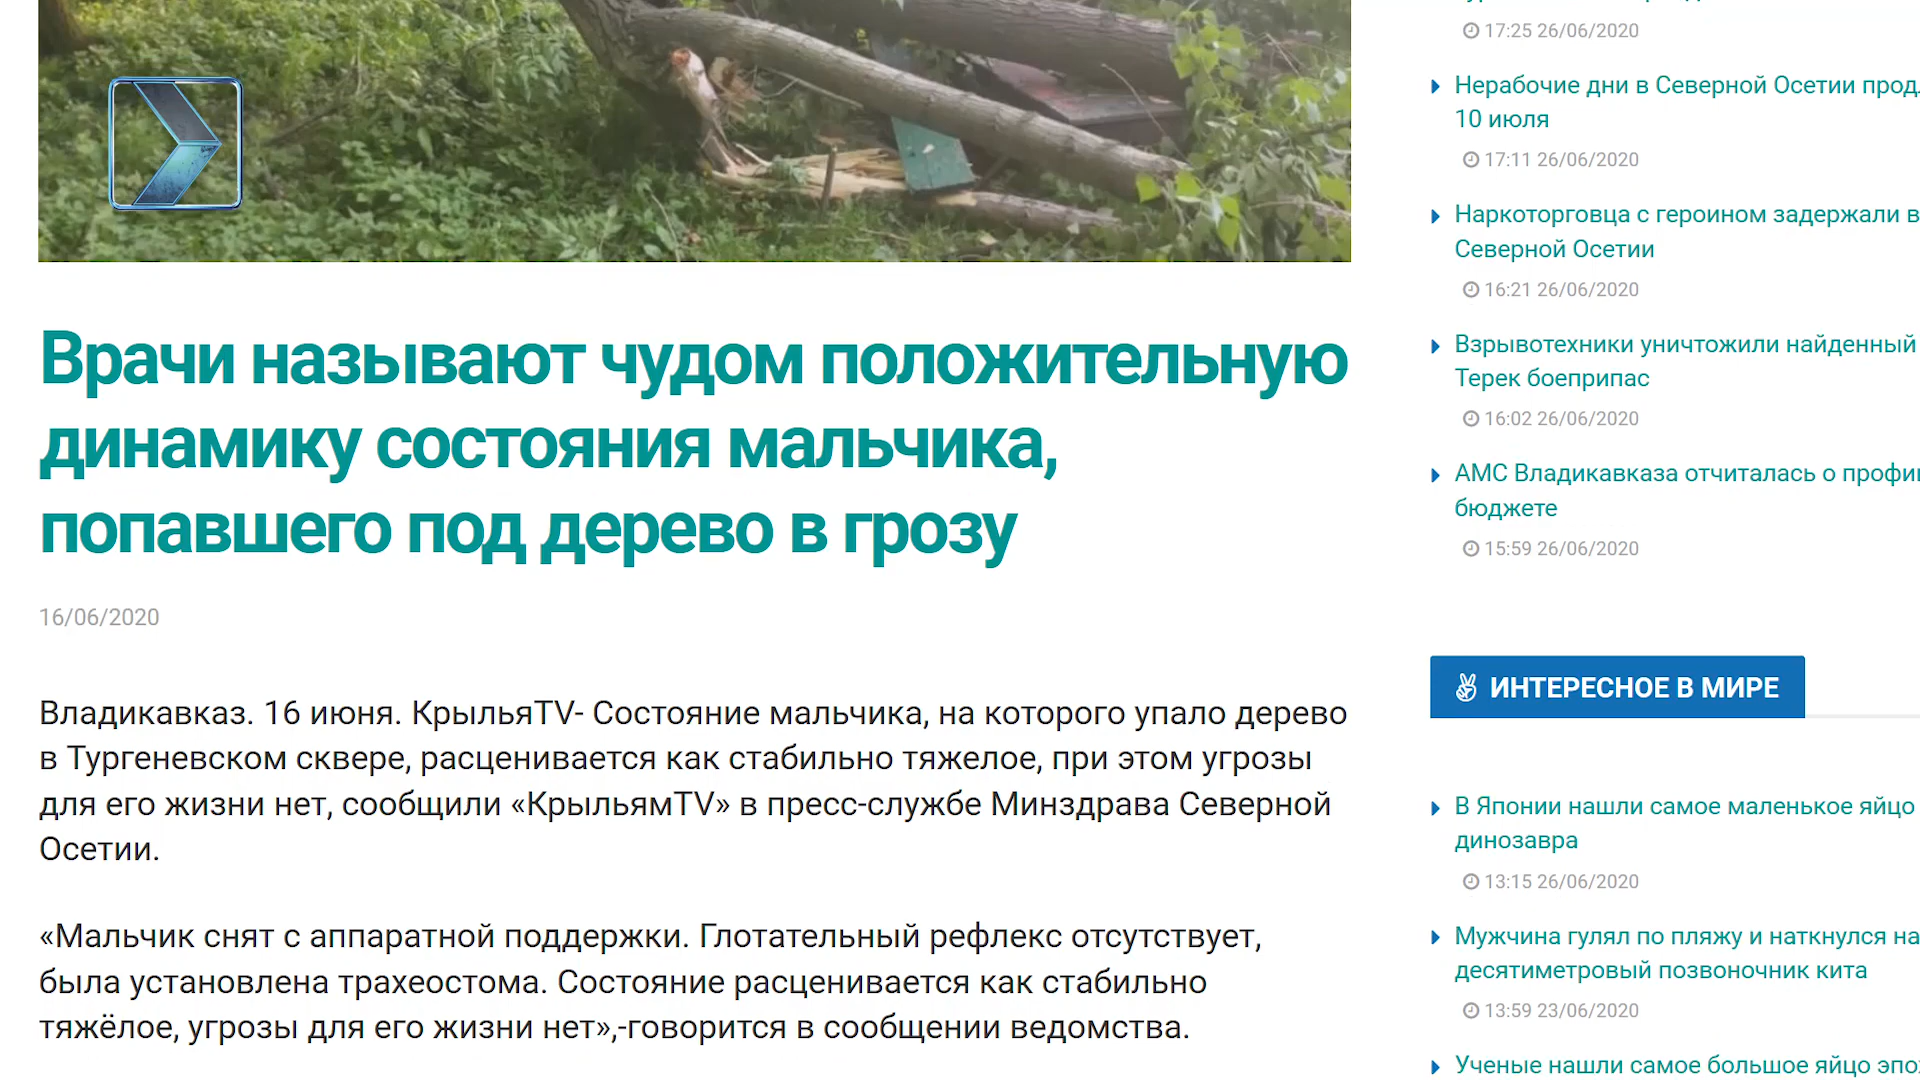 Врачи называют чудом положительную
динамику состояния мальчика,
попавшего под дерево в грозу
16/06/2020
Владикавказ. 16 июня. КрыльяTV- Состояние мальчика, на которого упало дерево
в Тургеневском сквере, расценивается как стабильно тяжелое, при этом угрозы
для его жизни нет, сообщили «КрыльямTV» в пресс-службе Минздрава Северной
Осетии.
«Мальчик снят с аппаратной поддержки. Глотательный рефлекс отсутствует,
была установлена трахеостома. Состояние расценивается как стабильно
тяжёлое, угрозы для его жизни нет»,-говорится в сообщении ведомства.
17:25 26/06/2020
Нерабочие дни в Северной Осетии
10 июля
17:11 26/06/2020
Наркоторговца с героином задержали в
Северной Осетии
16:21 26/06/2020
Взрывотехники уничтожили найденный
Терек боеприпас
16:02 26/06/2020
АМС Владикавказа отчиталась о
бюджете
15:59 26/06/2020
ИНТЕРЕСНОЕ В МИРЕ
В Японии нашли самое маленькое яйцо
динозавра
13:15 26/06/2020
Мужчина гулял по пляжу и наткнулся на
десятиметровый позвоночник кита
13:59 23/06/2020
Ученые нашли самое большое яйцо